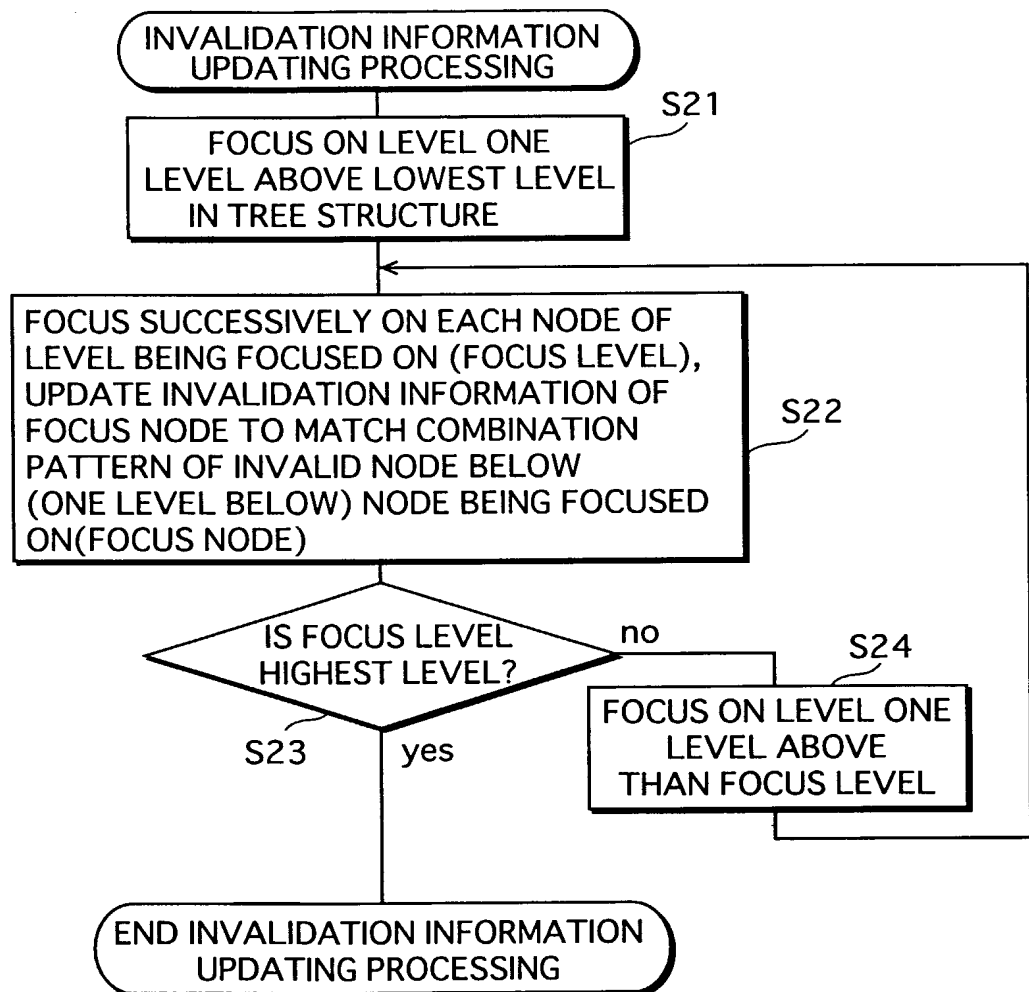 INVALIDATION INFORMATION
UPDATING PROCESSING
S21
FOCUS ON LEVEL ONE
LEVEL ABOVE LOWEST LEVEL
IN TREE STRUCTURE
FOCUS SUCCESSIVELY ON EACH NODE OF
LEVEL BEING FOCUSED ON (FOCUS LEVEL),
UPDATE INVALIDATION INFORMATION OF
FOCUS NODE TO MATCH COMBINATION
PATTERN OF INVALID NODE BELOW
(ONE LEVEL BELOW) NODE BEING FOCUSED
ON(FOCUS NODE)
S22
IS FOCUS LEVEL
HIGHEST LEVEL?
no
S23
yes
S24
FOCUS ON LEVEL ONE
LEVEL ABOVE
THAN FOCUS LEVEL
END INVALIDATION INFORMATION
UPDATING PROCESSING